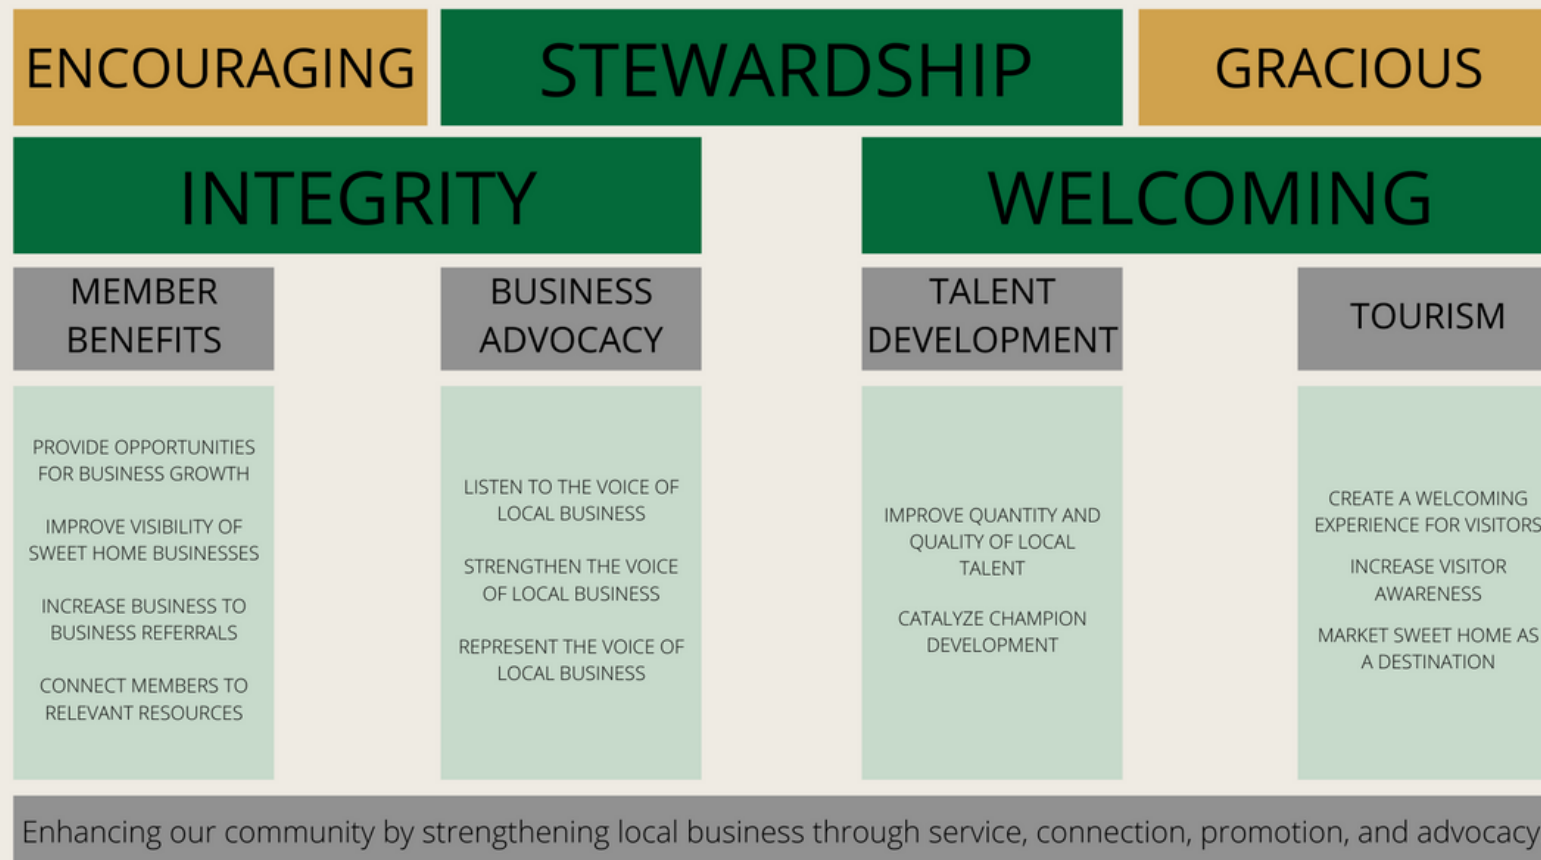 ENCOURAGING
STEWARDSHIP
GRACIOUS
INTEGRITY
WELCOMING
MEMBER
BENEFITS
BUSINESS
ADVOCACY
TALENT
DEVELOPMENT
TOURISM
PROVIDE OPPORTUNITIES
FOR BUSINESS GROWTH
IMPROVE VISIBILITY OF
SWEET HOME BUSINESSES
INCREASE BUSINESS TO
BUSINESS REFERRALS
CONNECT MEMBERS TO
RELEVANT RESOURCES
LISTEN TO THE VOICE OF
LOCAL BUSINESS
STRENGTHEN THE VOICE
OF LOCAL BUSINESS
REPRESENT THE VOICE OF
LOCAL BUSINESS
IMPROVE QUANTITY AND
QUALITY OF LOCAL
TALENT
CATALYZE CHAMPION
DEVELOPMENT
CREATE A WELCOMING
EXPERIENCE FOR VISITORS
INCREASE VISITOR
AWARENESS
MARKET SWEET HOME AS
A DESTINATION
Enhancing our community by strengthening local business through service, connection, promotion, and advocacy